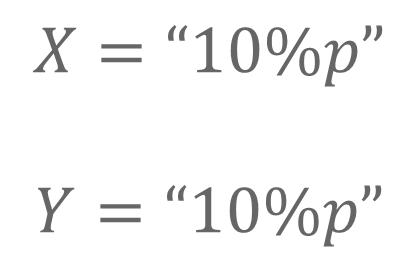 X = “10%p”
Y = “10%p”